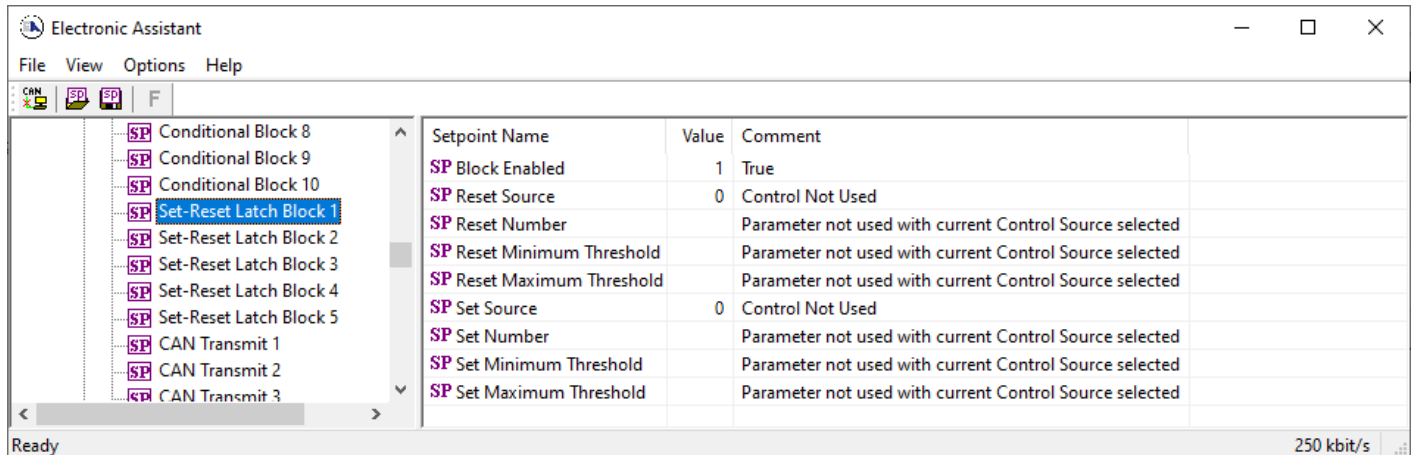 Electronic Assistant
File View Options Help
CAN SP SP F
SP Conditional Block 8
SP Conditional Block 9
SP Conditional Block 10
SP Set-Reset Latch Block 1
SP Set-Reset Latch Block 2
SP Set-Reset Latch Block 3
SP Set-Reset Latch Block 4
SP Set-Reset Latch Block 5
SP CAN Transmit 1
SP CAN Transmit 2
SP CAN Transmit 3
Setpoint Name Value Comment
SP Block Enabled 1 True
SP Reset Source 0 Control Not Used
SP Reset Number Parameter not used with current Control Source selected
SP Reset Minimum Threshold Parameter not used with current Control Source selected
SP Reset Maximum Threshold Parameter not used with current Control Source selected
SP Set Source 0 Control Not Used
SP Set Number Parameter not used with current Control Source selected
SP Set Minimum Threshold Parameter not used with current Control Source selected
SP Set Maximum Threshold Parameter not used with current Control Source selected
Ready 250 kbit/s